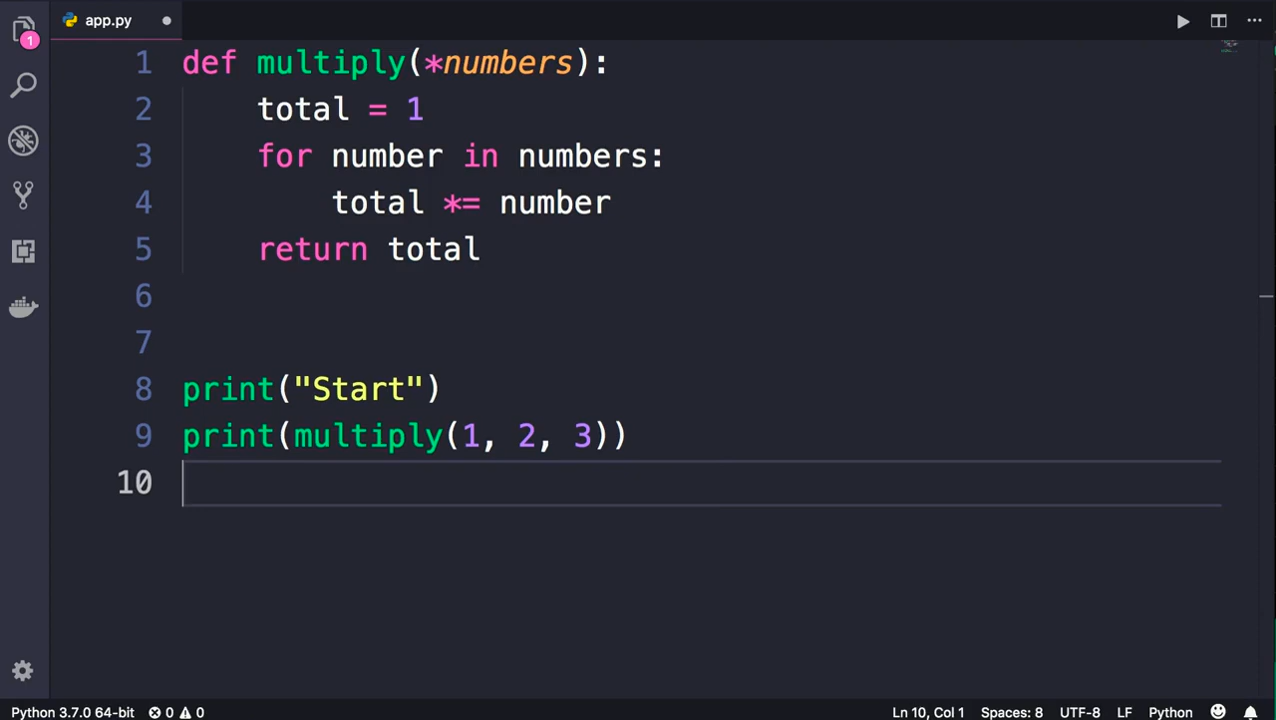 app.py
1
1 def multiply(*numbers):
2     total = 1
3     for number in numbers:
4         total *= number
5     return total
6
7
8 print("Start")
9 print(multiply(1, 2, 3))
10
Python 3.7.0 64-bit 0 0 Ln 10, Col 1 Spaces: 8 UTF-8 LF Python